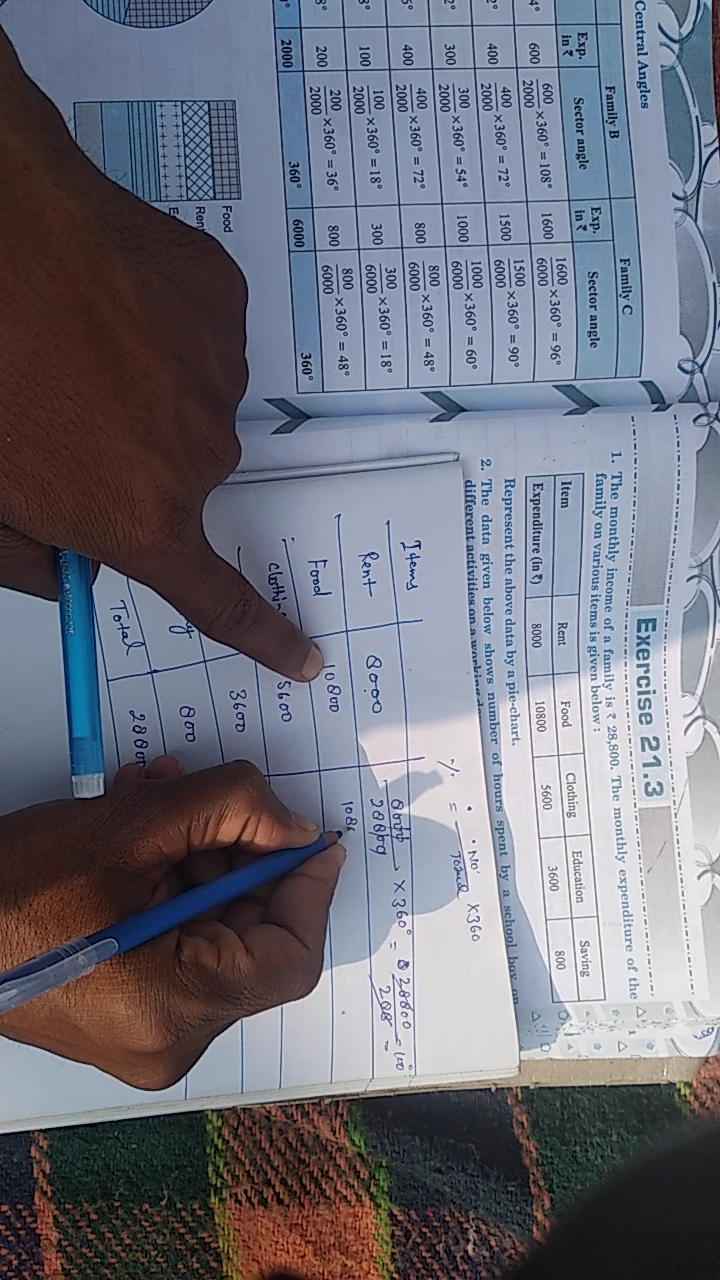 Central Angles
Family B
Family C
Exp. in ₹
Sector angle
Exp. in ₹
Sector angle
600
600/2000 ×360° = 108°
1600
1600/6000 ×360° = 96°
400
400/2000 ×360° = 72°
1500
1500/6000 ×360° = 90°
300
300/2000 ×360° = 54°
1000
1000/6000 ×360° = 60°
400
400/2000 ×360° = 72°
800
800/6000 ×360° = 48°
100
100/2000 ×360° = 18°
300
300/6000 ×360° = 18°
200
200/2000 ×360° = 36°
800
800/6000 ×360° = 48°
2000
360°
6000
360°
Food
Exercise 21.3
1. The monthly income of a family is ₹ 28,800. The monthly expenditure of the
family on various items is given below :
Item Rent Food Clothing Education Saving
Expenditure (in ₹) 8000 10800 5600 3600 800
Represent the above data by a pie-chart.
2. The data given below shows number of hours spent by a school boy on
different activities on a working
% = No. / Total ×360
Items
Rent 8000 8000/28800 ×360° = 28800/288 = 100°
Food 10800 108
5600
3600
800
Total